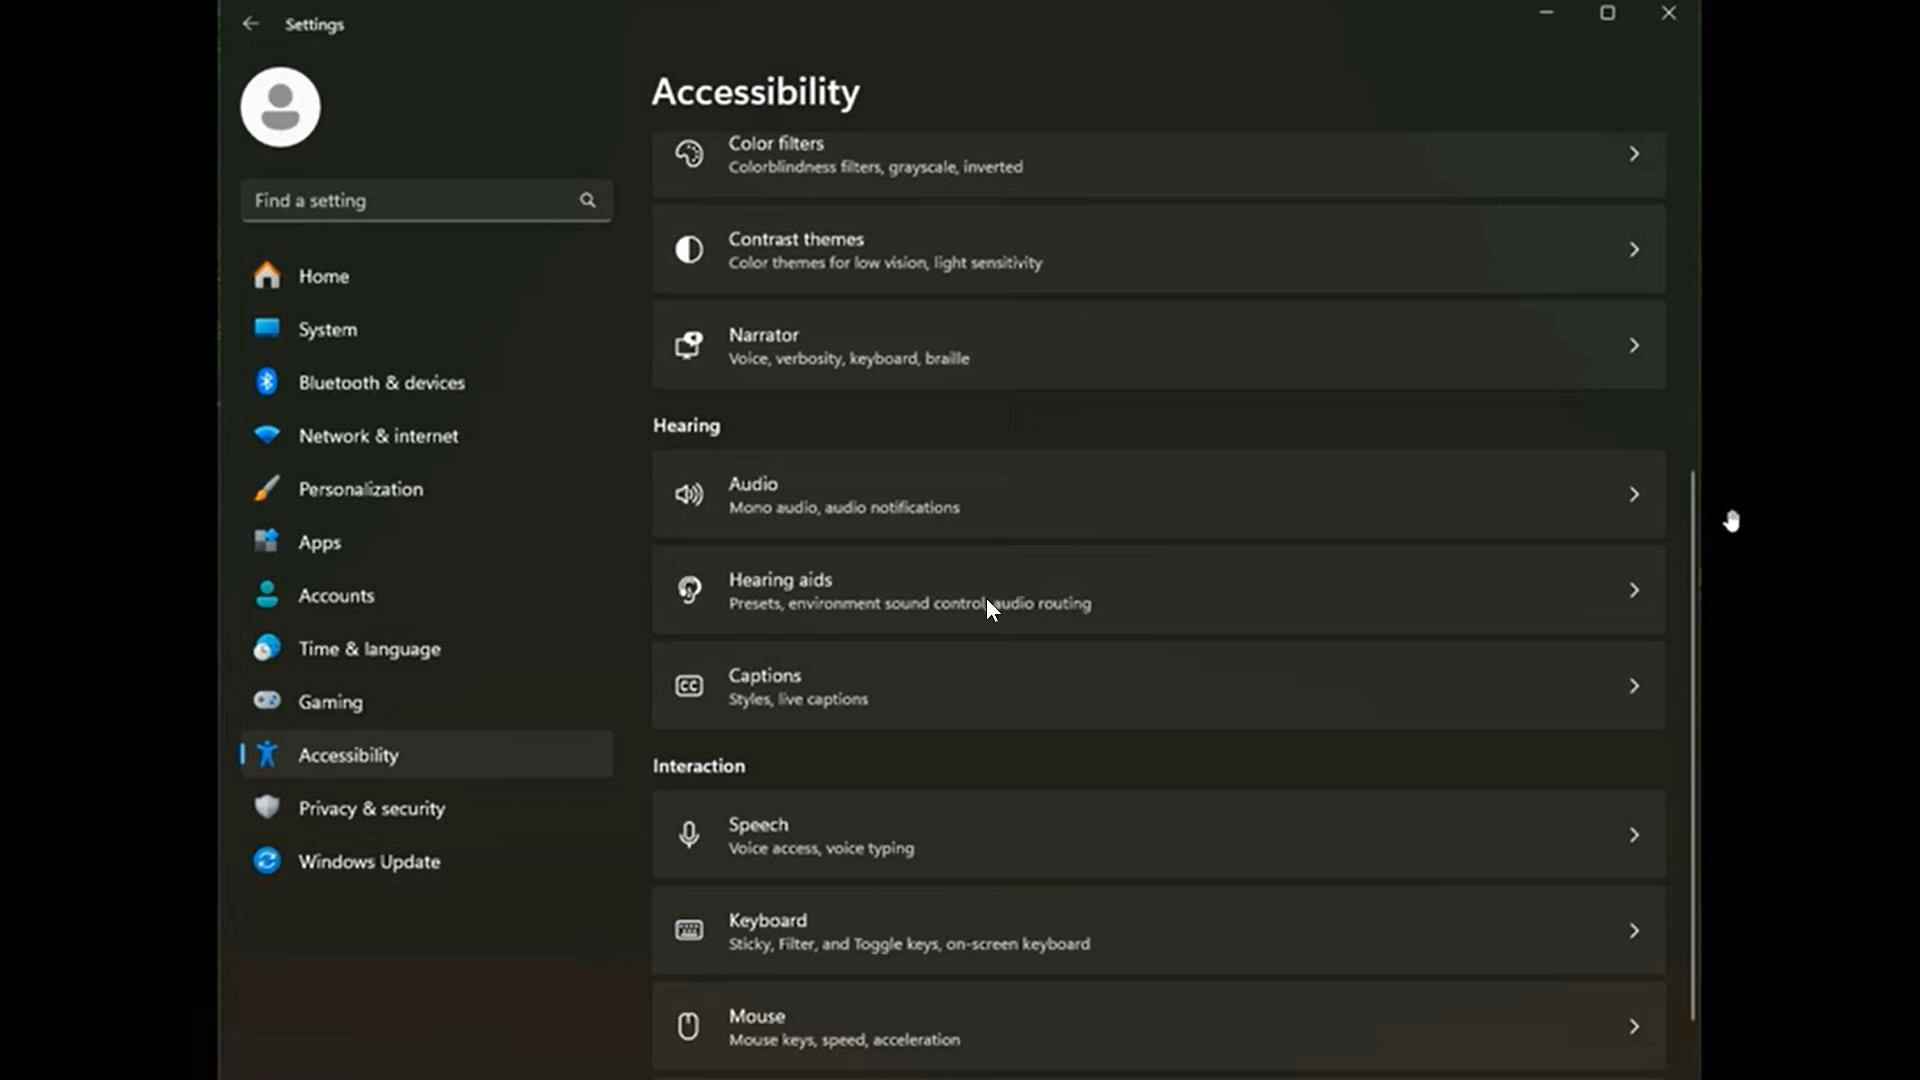 Settings
Find a setting
Home
System
Bluetooth & devices
Network & internet
Personalization
Apps
Accounts
Time & language
Gaming
Accessibility
Privacy & security
Windows Update
Accessibility
Color filters
Colorblindness filters, grayscale, inverted
Contrast themes
Color themes for low vision, light sensitivity
Narrator
Voice, verbosity, keyboard, braille
Hearing
Audio
Mono audio, audio notifications
Hearing aids
Presets, environment sound control, audio routing
CC
Captions
Styles, live captions
Interaction
Speech
Voice access, voice typing
Keyboard
Sticky, Filter, and Toggle keys, on-screen keyboard
Mouse
Mouse keys, speed, acceleration